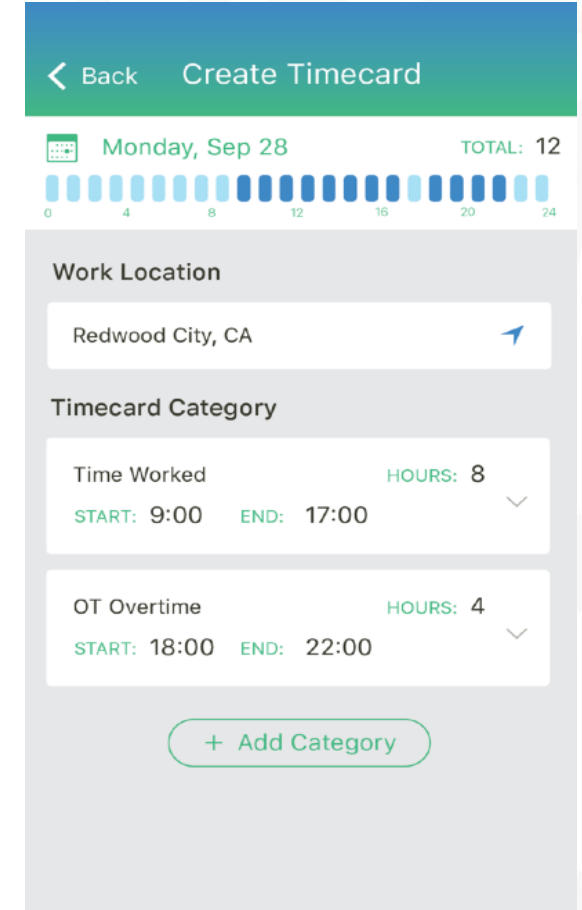 Back Create Timecard
Monday, Sep 28 TOTAL: 12
0 4 8 12 16 20 24
Work Location
Redwood City, CA
Timecard Category
Time Worked HOURS: 8
START: 9:00 END: 17:00
OT Overtime HOURS: 4
START: 18:00 END: 22:00
+ Add Category